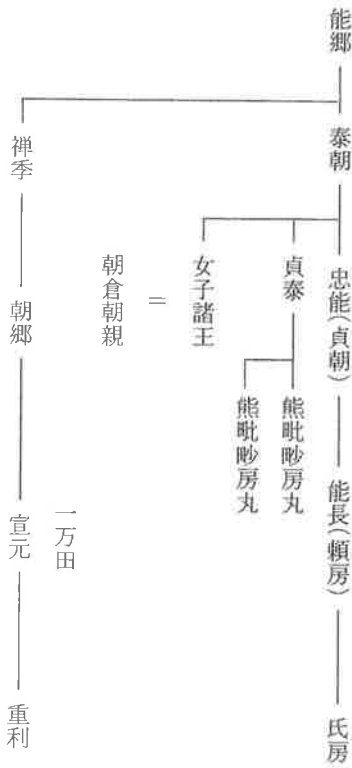 能郷
泰朝
忠能(貞朝)
能長(頼房)
氏房
貞泰
熊毗眇房丸
熊毗眇房丸
女子諸王
=
朝倉朝親
禅季
朝郷
一万田
宣元
重利